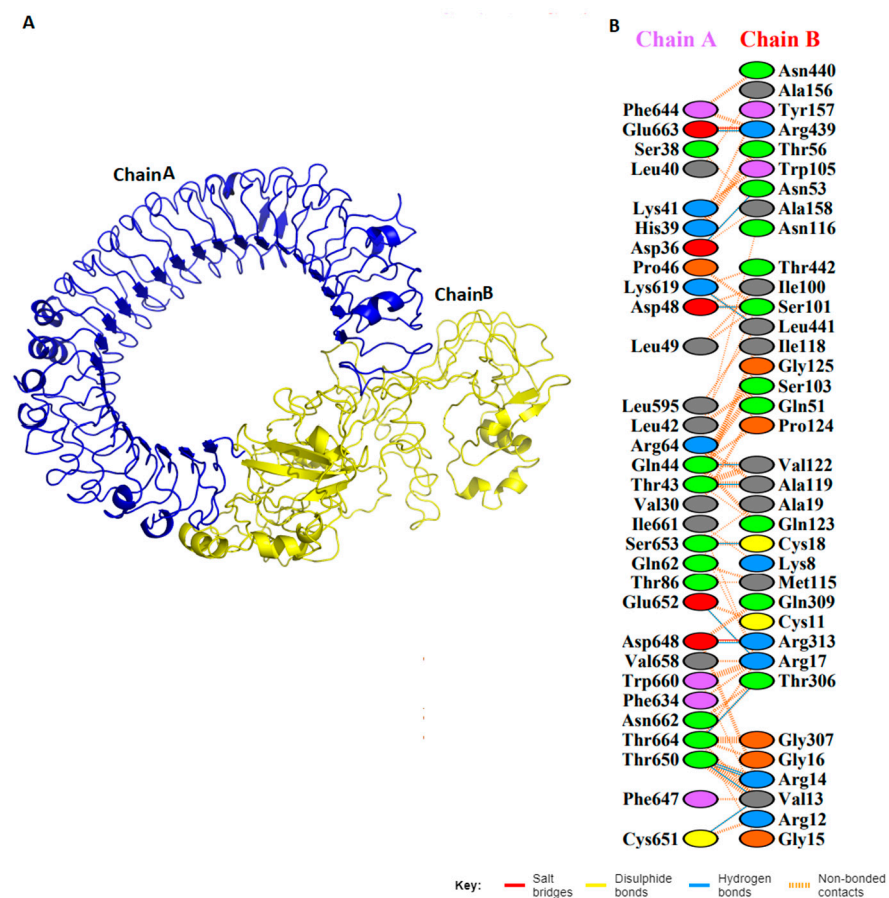 A
B
Chain A Chain B
ChainA
ChainB
Asn440
Ala156
Phe644 Tyr157
Glu663 Arg439
Ser38 Thr56
Leu40 Trp105
Asn53
Lys41 Ala158
His39 Asn116
Asp36
Pro46 Thr442
Lys619 Ile100
Asp48 Ser101
Leu441
Leu49 Ile118
Gly125
Ser103
Leu595 Gln51
Leu42 Pro124
Arg64
Gln44 Val122
Thr43 Ala119
Val30 Ala19
Ile661 Gln123
Ser653 Cys18
Gln62 Lys8
Thr86 Met115
Glu652 Gln309
Cys11
Asp648 Arg313
Val658 Arg17
Trp660 Thr306
Phe634
Asn662
Thr664 Gly307
Thr650 Gly16
Arg14
Phe647 Val13
Arg12
Cys651 Gly15
Key: Salt bridges Disulphide bonds Hydrogen bonds Non-bonded contacts